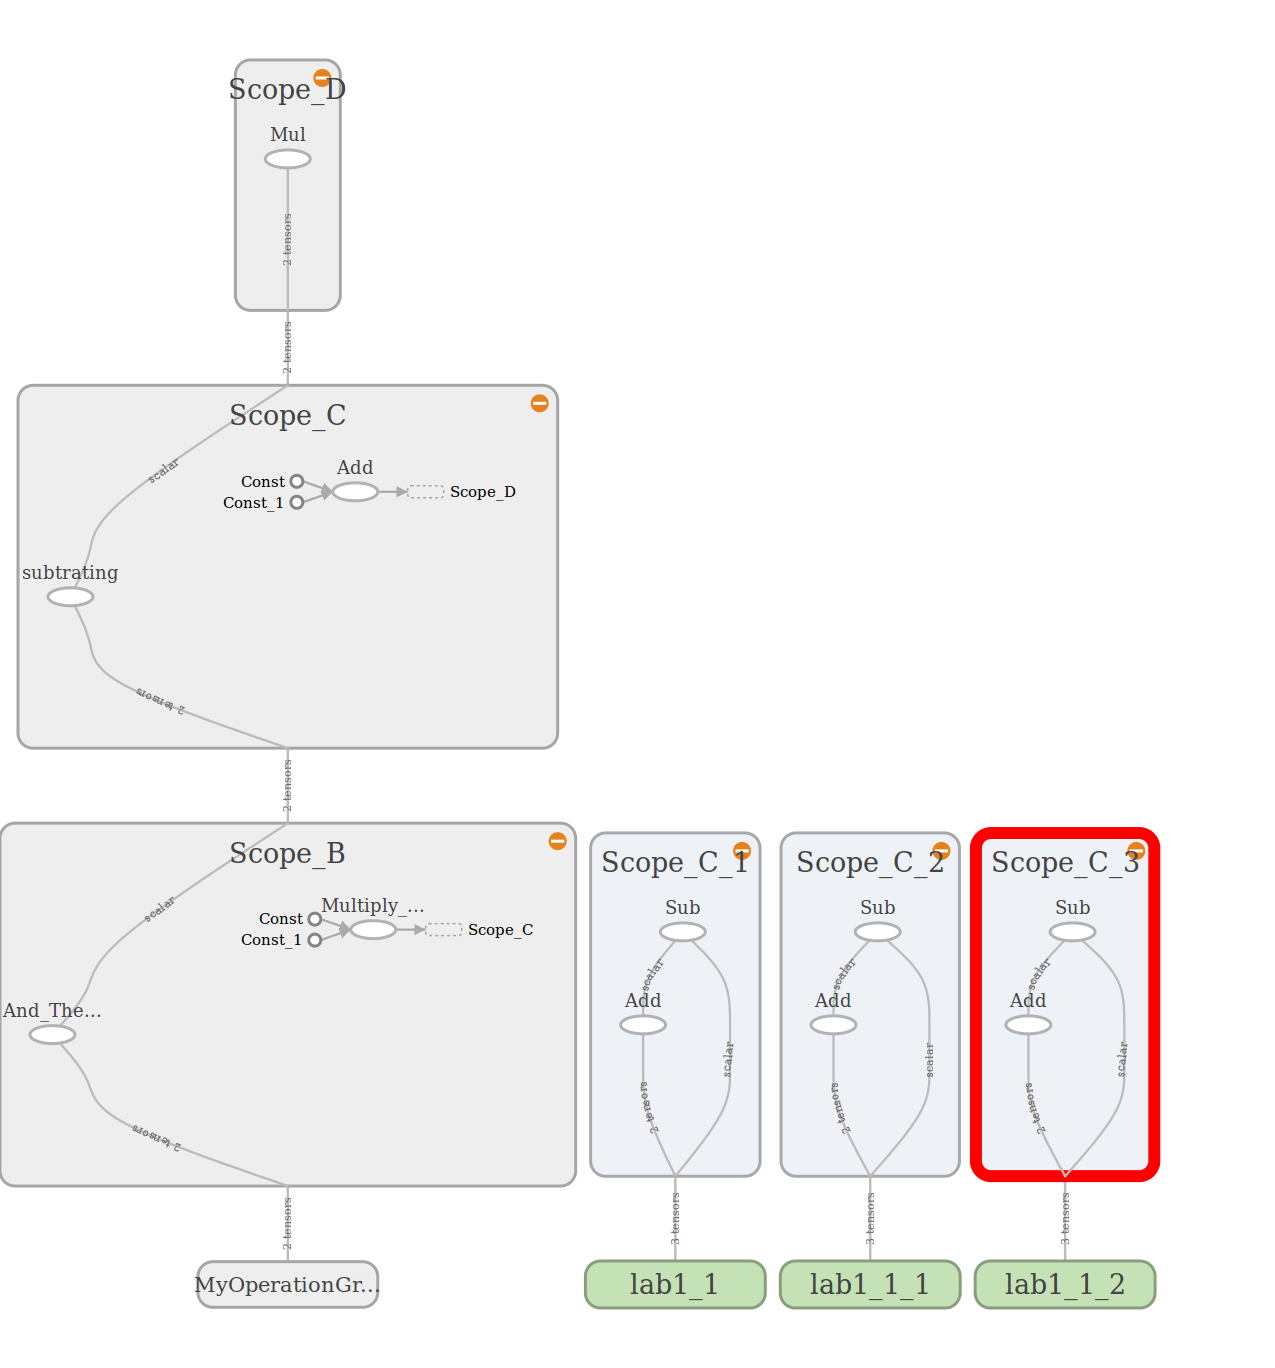 Scope_D
Mul
2 tensors
2 tensors
Scope_C
scalar
Add
Const
Const_1
Scope_D
subtrating
2 tensors
2 tensors
Scope_B
scalar
Multiply_...
Const
Const_1
Scope_C
And_The...
2 tensors
2 tensors
MyOperationGr...
Scope_C_1
Sub
scalar
Add
scalar
2 tensors
3 tensors
lab1_1
Scope_C_2
Sub
scalar
Add
scalar
2 tensors
3 tensors
lab1_1_1
Scope_C_3
Sub
scalar
Add
scalar
2 tensors
3 tensors
lab1_1_2